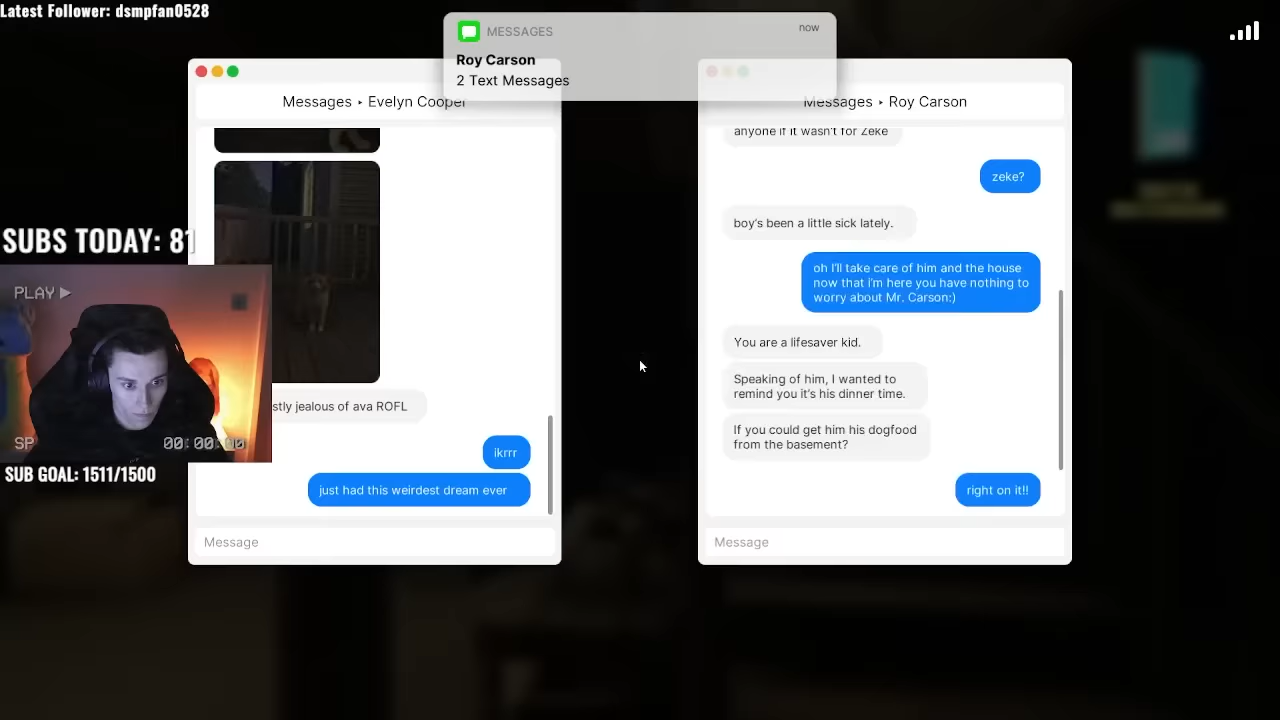 Latest Follower: dsmpfan0528
MESSAGES
now
Roy Carson
2 Text Messages
Messages ‣ Evelyn Cooper
stly jealous of ava ROFL
ikrrr
just had this weirdest dream ever
Message
Messages ‣ Roy Carson
anyone if it wasn't for Zeke
zeke?
boy's been a little sick lately.
oh I'll take care of him and the house
now that i'm here you have nothing to
worry about Mr. Carson:)
You are a lifesaver kid.
Speaking of him, I wanted to
remind you it's his dinner time.
If you could get him his dogfood
from the basement?
right on it!!
Message
SUBS TODAY: 81
PLAY
SP
00:00:00
SUB GOAL: 1511/1500